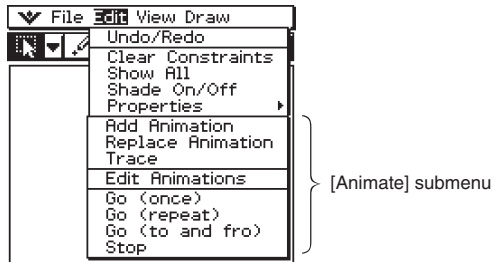 File Edit View Draw
Undo/Redo
Clear Constraints
Show All
Shade On/Off
Properties
Add Animation
Replace Animation
Trace
Edit Animations
Go (once)
Go (repeat)
Go (to and fro)
Stop
[Animate] submenu